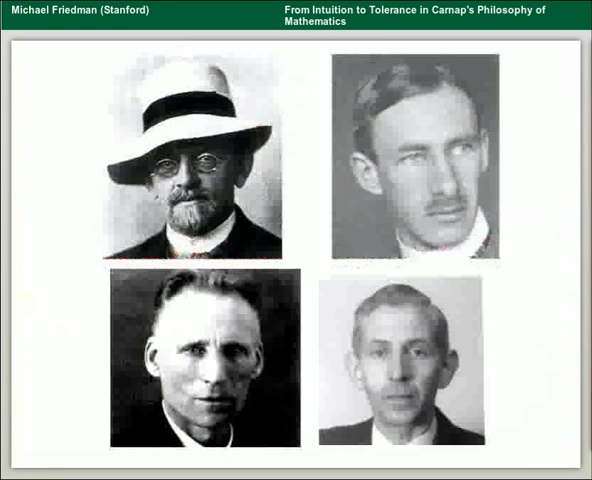 Michael Friedman (Stanford)
From Intuition to Tolerance in Carnap's Philosophy of
Mathematics